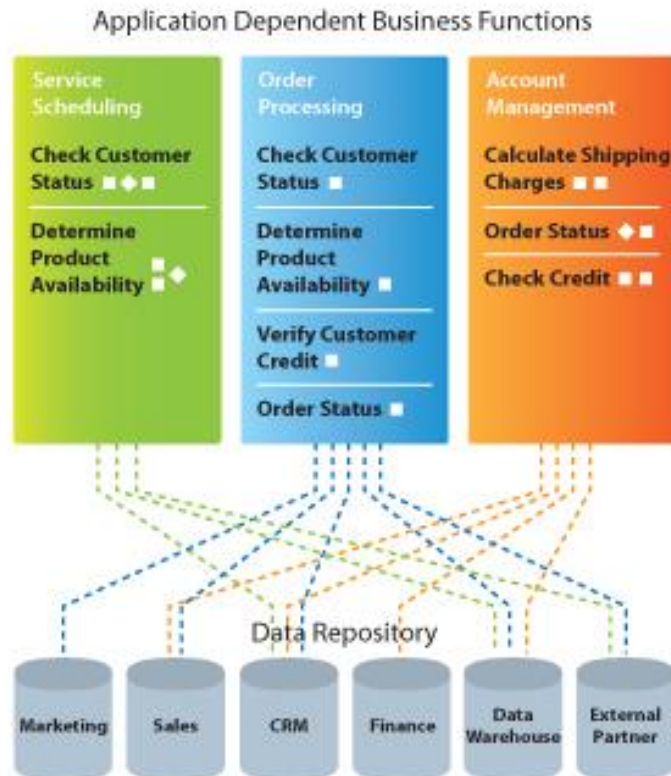 Application Dependent Business Functions
Service
Scheduling
Check Customer
Status
Determine
Product
Availability
Order
Processing
Check Customer
Status
Determine
Product
Availability
Verify Customer
Credit
Order Status
Account
Management
Calculate Shipping
Charges
Order Status
Check Credit
Data Repository
Marketing
Sales
CRM
Finance
Data
Warehouse
External
Partner